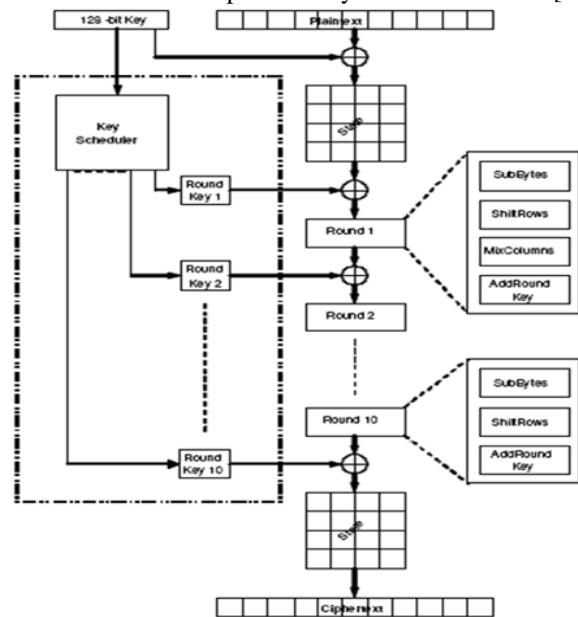 128 -bit Key
Plaintext
State
Key
Scheduler
Round
Key 1
Round 1
SubBytes
ShiftRows
MixColumns
AddRound
Key
Round
Key 2
Round 2
Round 10
SubBytes
ShiftRows
AddRound
Key
Round
Key 10
State
Ciphertext